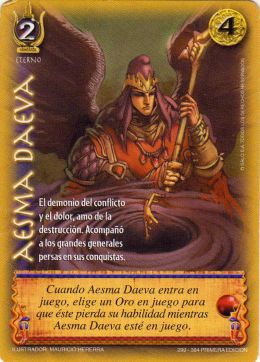 2
4
ETERNO
AESMA DAEVA
El demonio del conflicto
y el dolor, amo de la
destrucción. Acompañó
a los grandes generales
persas en sus conquistas.
Cuando Aesma Daeva entra en
juego, elige un Oro en juego para
que éste pierda su habilidad mientras
Aesma Daeva esté en juego.
ILUSTRADOR: MAURICIO HERRERA